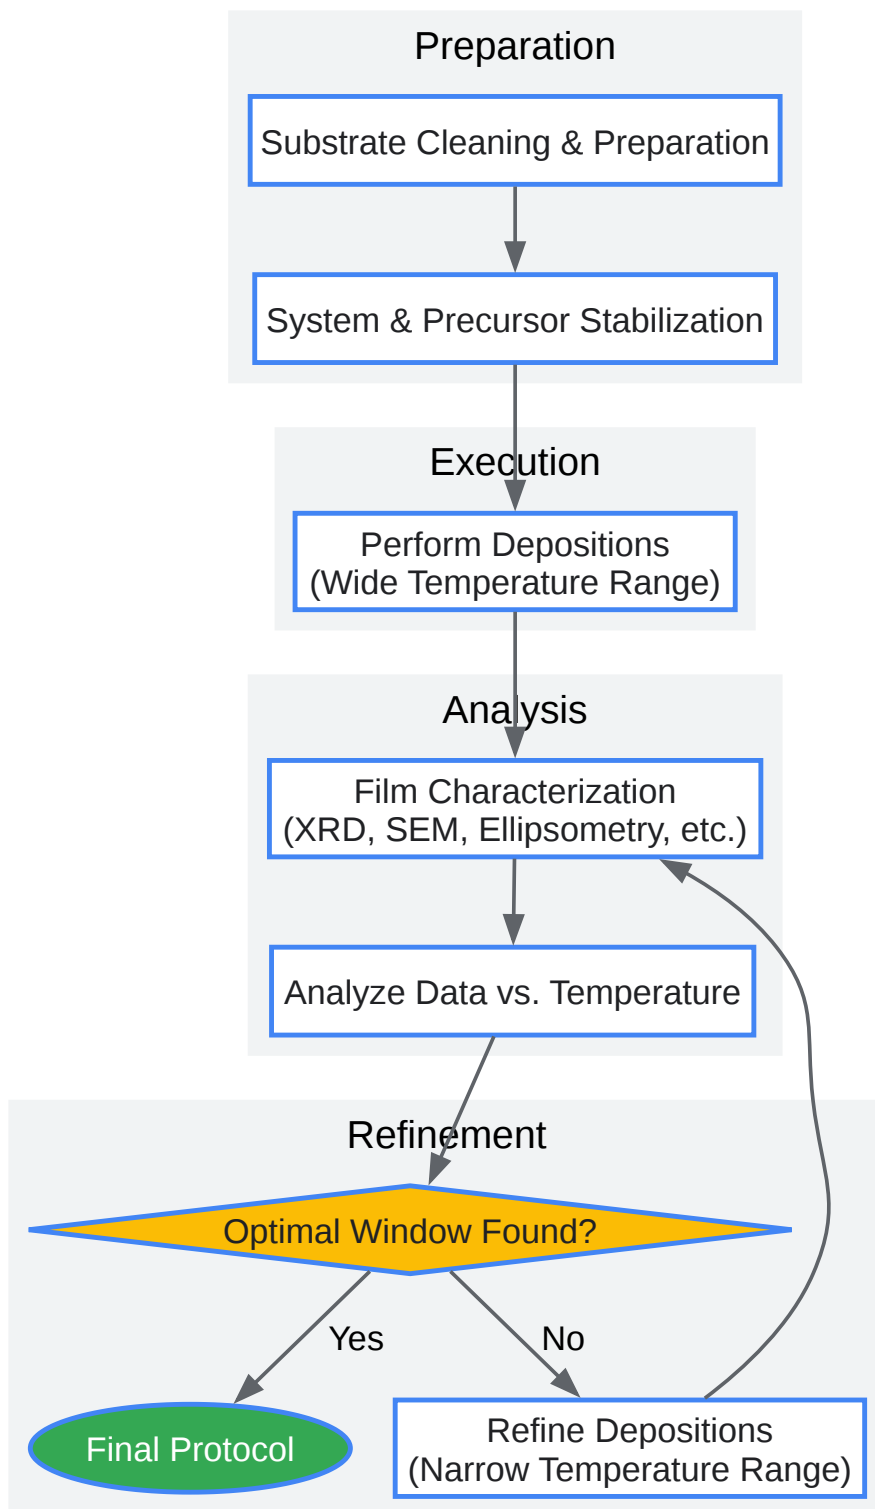 Preparation
Substrate Cleaning & Preparation
System & Precursor Stabilization
Execution
Perform Depositions
(Wide Temperature Range)
Analysis
Film Characterization
(XRD, SEM, Ellipsometry, etc.)
Analyze Data vs. Temperature
Refinement
Optimal Window Found?
Yes
No
Final Protocol
Refine Depositions
(Narrow Temperature Range)